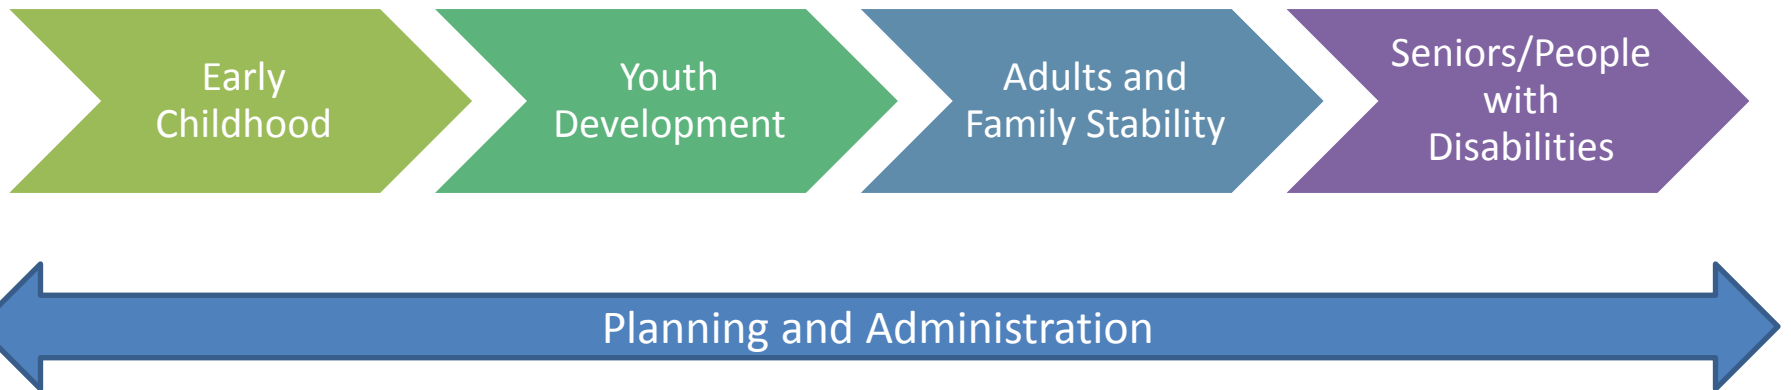 Early
Childhood
Youth
Development
Adults and
Family Stability
Seniors/People
with
Disabilities
Planning and Administration